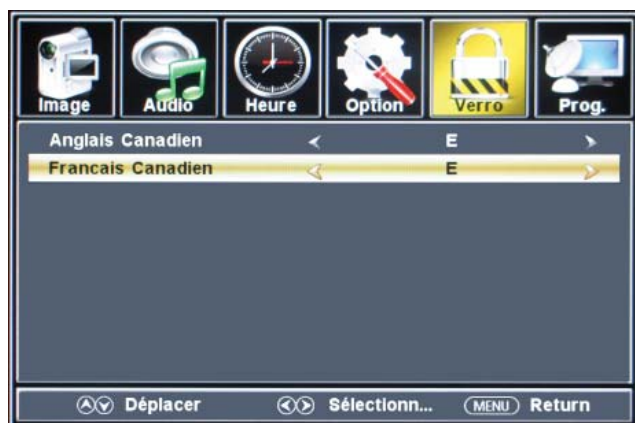 Image Audio Heure Option Verro Prog.
Anglais Canadien E
Francais Canadien E
Déplacer Sélectionn... MENU Return